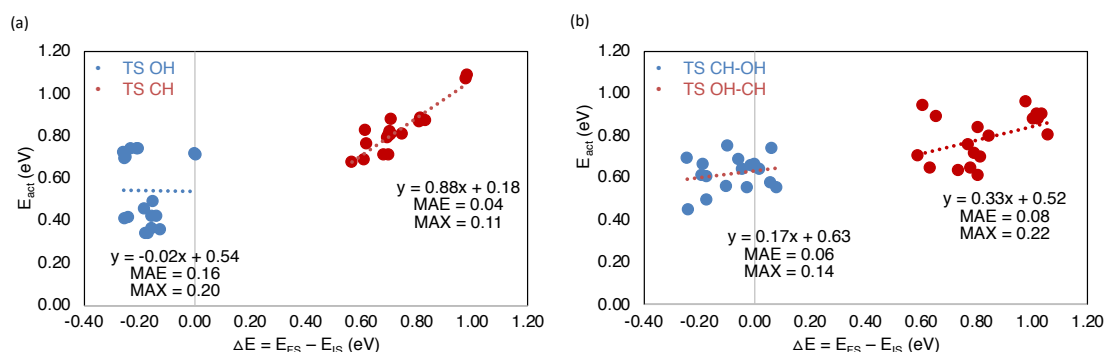 (a)
1.20
1.00
0.80
0.60
0.40
0.20
0.00
E_act (eV)
TS OH
TS CH
y = 0.88x + 0.18
MAE = 0.04
MAX = 0.11
y = -0.02x + 0.54
MAE = 0.16
MAX = 0.20
-0.40 -0.20 0.00 0.20 0.40 0.60 0.80 1.00 1.20
ΔE = E_FS – E_IS (eV)
(b)
1.20
1.00
0.80
0.60
0.40
0.20
0.00
E_act (eV)
TS CH-OH
TS OH-CH
y = 0.33x + 0.52
MAE = 0.08
MAX = 0.22
y = 0.17x + 0.63
MAE = 0.06
MAX = 0.14
-0.40 -0.20 0.00 0.20 0.40 0.60 0.80 1.00 1.20
ΔE = E_FS – E_IS (eV)